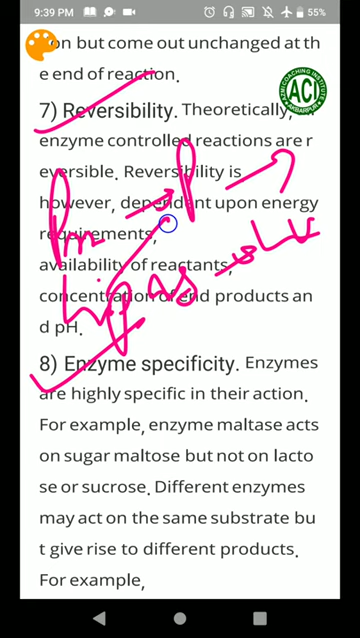 9:39 PM
55%
on but come out unchanged at th
e end of reaction.
AZMI COACHING INSTITUTE
ACI
AKBARPUR
7) Reversibility. Theoretically,
enzyme controlled reactions are r
eversible. Reversibility is
however, dependent upon energy
requirements,
availability of reactants,
concentration of end products an
d pH.
8) Enzyme specificity. Enzymes
are highly specific in their action.
For example, enzyme maltase acts
on sugar maltose but not on lacto
se or sucrose. Different enzymes
may act on the same substrate bu
t give rise to different products.
For example,